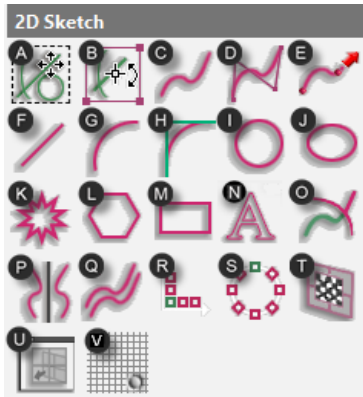 2D Sketch
A B C D E
F G H I J
K L M N O
A
P Q R S T
U V